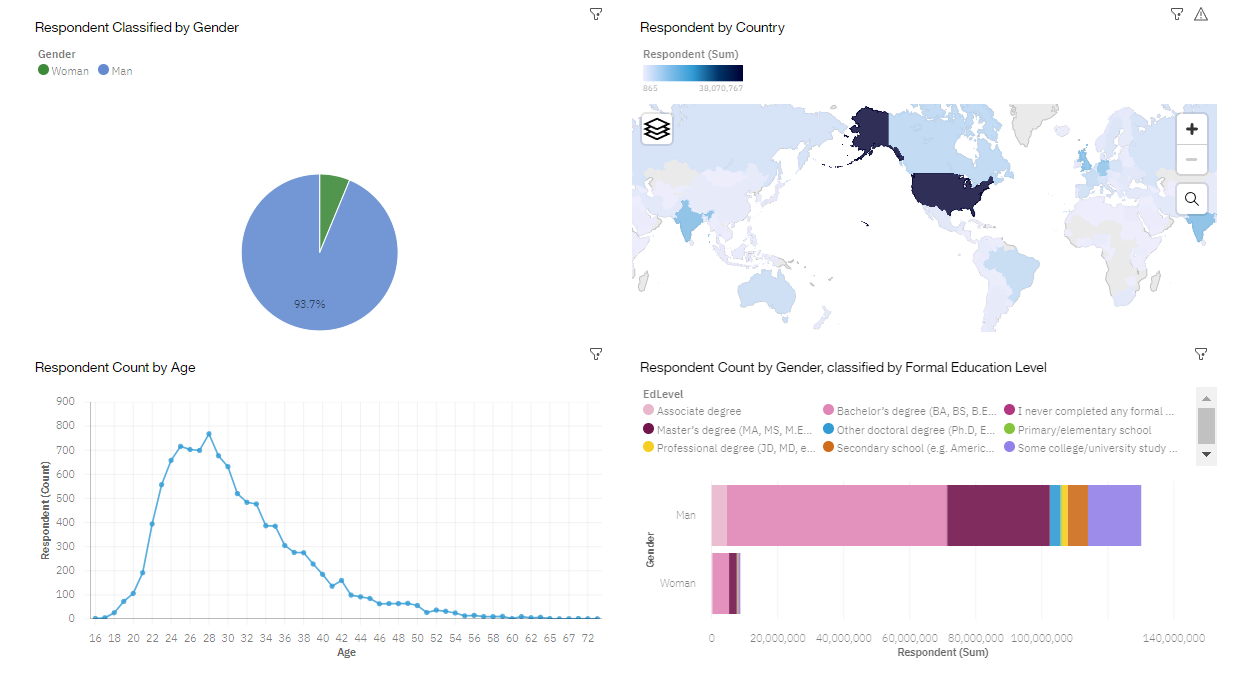 Respondent Classified by Gender
Gender
Woman Man
93.7%
Respondent by Country
Respondent (Sum)
865 38,070,767
Respondent Count by Age
Respondent (Count)
900
800
700
600
500
400
300
200
100
0
16 18 20 22 24 26 28 30 32 34 36 38 40 42 44 46 48 50 52 54 56 58 60 62 65 67 72
Age
Respondent Count by Gender, classified by Formal Education Level
EdLevel
Associate degree Bachelor's degree (BA, BS, B.E... I never completed any formal ...
Master's degree (MA, MS, M.E... Other doctoral degree (Ph.D, E... Primary/elementary school
Professional degree (JD, MD, e... Secondary school (e.g. Americ... Some college/university study ...
Gender
Man
Woman
0 20,000,000 40,000,000 60,000,000 80,000,000 100,000,000 140,000,000
Respondent (Sum)